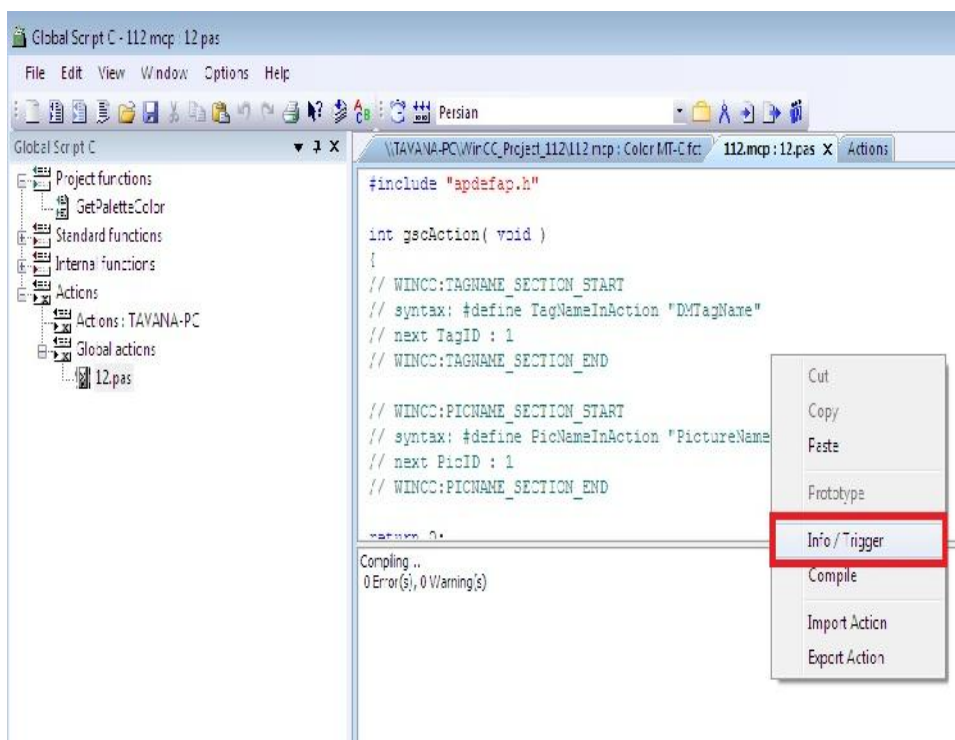 Global Script C - 112.mcp : 12.pas
File Edit View Window Options Help
Persian
Global Script C
\\TAVANA-PC\WinCC_Project_112\112.mcp : Color MT-C.fct
112.mcp : 12.pas X
Actions
Project functions
GetPaletteColor
Standard functions
Internal functions
Actions
Actions : TAVANA-PC
Global actions
12.pas
#include "apdefap.h"
int gscAction( void )
{
// WINCC:TAGNAME_SECTION_START
// syntax: #define TagNameInAction "DMTagName"
// next TagID : 1
// WINCC:TAGNAME_SECTION_END
// WINCC:PICNAME_SECTION_START
// syntax: #define PicNameInAction "PictureName
// next PicID : 1
// WINCC:PICNAME_SECTION_END
return 0;
Compiling ..
0 Error(s), 0 Warning(s)
Cut
Copy
Paste
Prototype
Info / Trigger
Compile
Import Action
Export Action